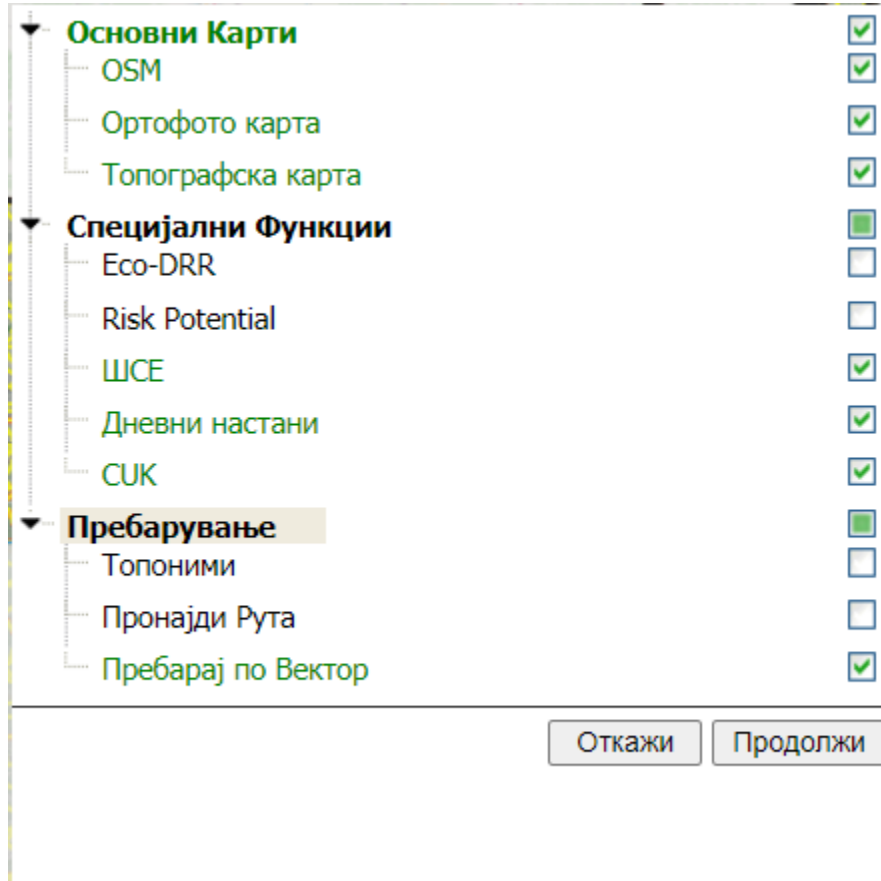 Основни Карти
OSM
Ортофото карта
Топографска карта
Специјални Функции
Eco-DRR
Risk Potential
ШСЕ
Дневни настани
CUK
Пребарување
Топоними
Пронајди Рута
Пребарај по Вектор
Откажи Продолжи